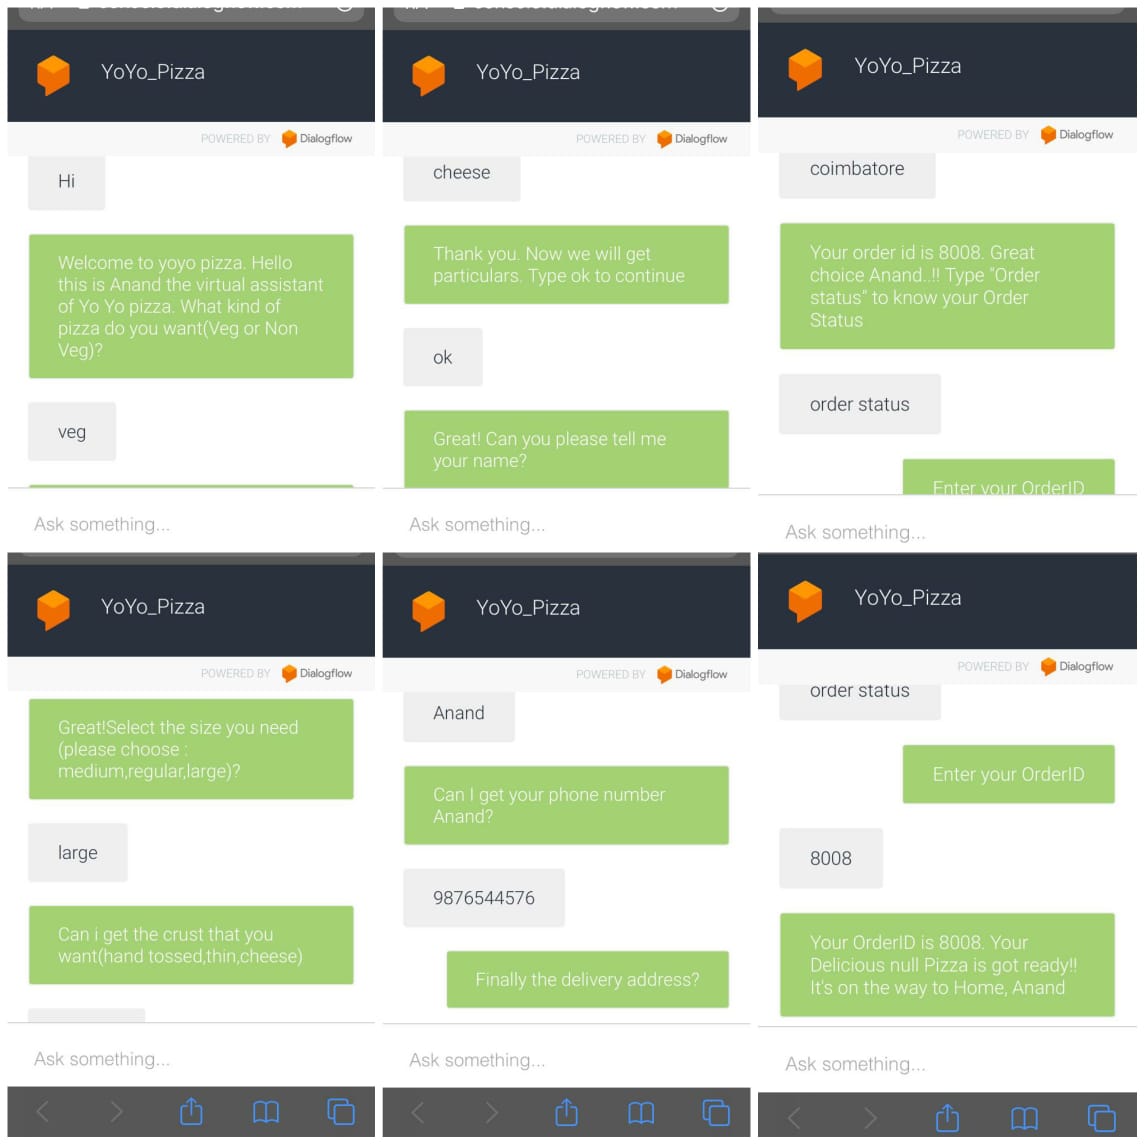 YoYo_Pizza
POWERED BY Dialogflow
Hi
Welcome to yoyo pizza. Hello
this is Anand the virtual assistant
of Yo Yo pizza. What kind of
pizza do you want(Veg or Non
Veg)?
veg
Ask something...
YoYo_Pizza
POWERED BY Dialogflow
Great!Select the size you need
(please choose :
medium,regular,large)?
large
Can i get the crust that you
want(hand tossed,thin,cheese)
Ask something...
YoYo_Pizza
POWERED BY Dialogflow
cheese
Thank you. Now we will get
particulars. Type ok to continue
ok
Great! Can you please tell me
your name?
Ask something...
YoYo_Pizza
POWERED BY Dialogflow
Anand
Can I get your phone number
Anand?
9876544576
Finally the delivery address?
Ask something...
YoYo_Pizza
POWERED BY Dialogflow
coimbatore
Your order id is 8008. Great
choice Anand..!! Type "Order
status" to know your Order
Status
order status
Enter your OrderID
Ask something...
YoYo_Pizza
POWERED BY Dialogflow
order status
Enter your OrderID
8008
Your OrderID is 8008. Your
Delicious null Pizza is got ready!!
It's on the way to Home, Anand
Ask something...